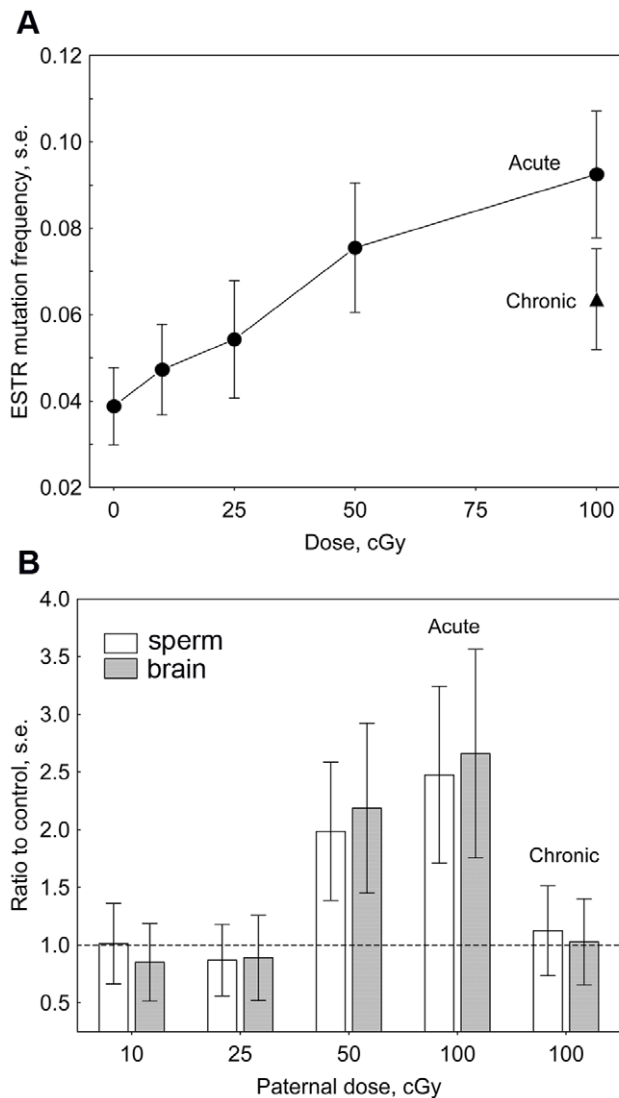 A
0.12
0.10
0.08
0.06
0.04
0.02
ESTR mutation frequency, s.e.
Acute
Chronic
0 25 50 75 100
Dose, cGy
B
4.0
3.5
3.0
2.5
2.0
1.5
1.0
0.5
Ratio to control, s.e.
sperm
brain
Acute
Chronic
10 25 50 100 100
Paternal dose, cGy